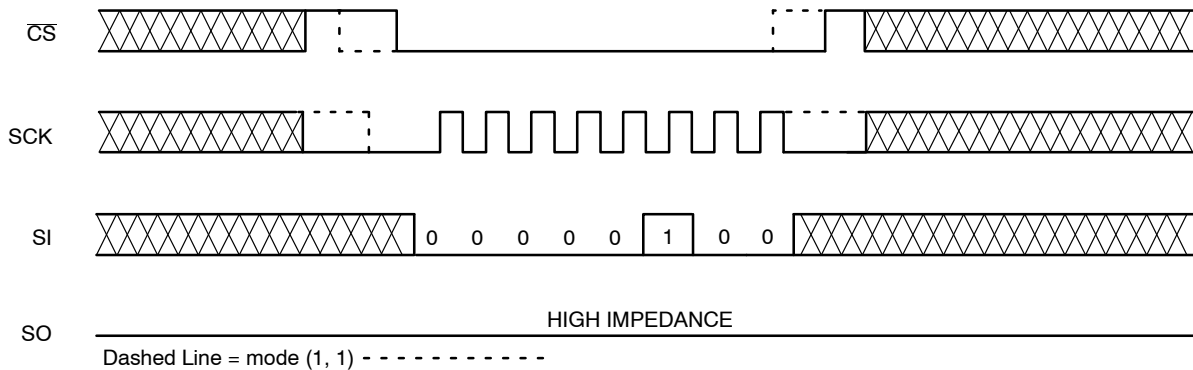 CS
SCK
SI
0 0 0 0 0 1 0 0
SO
HIGH IMPEDANCE
Dashed Line = mode (1, 1)